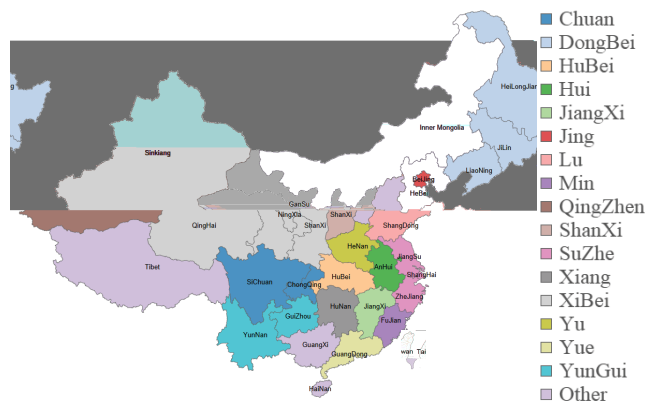 Chuan
DongBei
HuBei
Hui
JiangXi
Jing
Lu
Min
QingZhen
ShanXi
SuZhe
Xiang
XiBei
Yu
Yue
YunGui
Other
HeiLongJian
Inner Mongolia
JiLin
Sinkiang
LiaoNing
BeiJing
HeBei
GanSu
NingXia
ShanXi
ShanXi
QingHai
ShangDong
HeNan
JiangSu
Tibet
AnHui
ShangHai
SiChuan
ChongQing
HuBei
ZheJiang
HuNan
JiangXi
GuiZhou
FuJian
YunNan
GuangXi
GuangDong
wan Tai
HaiNan